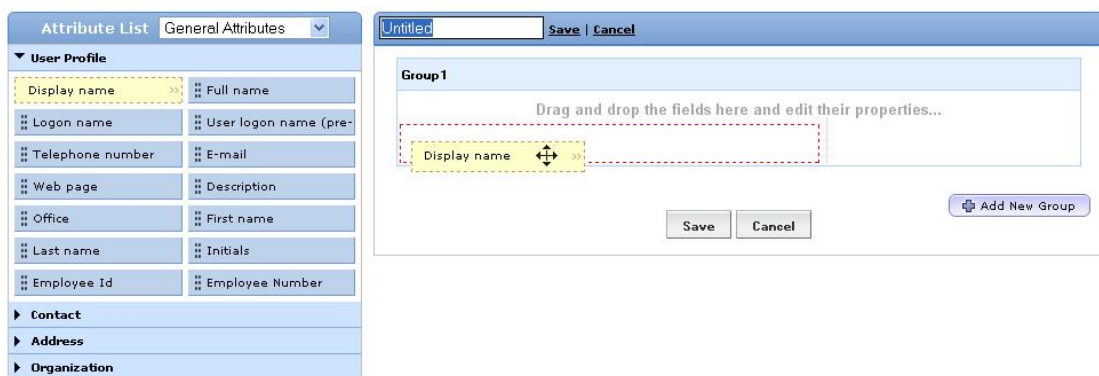 Attribute List General Attributes
User Profile
Display name » Full name
Logon name User logon name (pre-
Telephone number E-mail
Web page Description
Office First name
Last name Initials
Employee Id Employee Number
Contact
Address
Organization
Untitled Save | Cancel
Group1
Drag and drop the fields here and edit their properties...
Display name »
Add New Group
Save Cancel